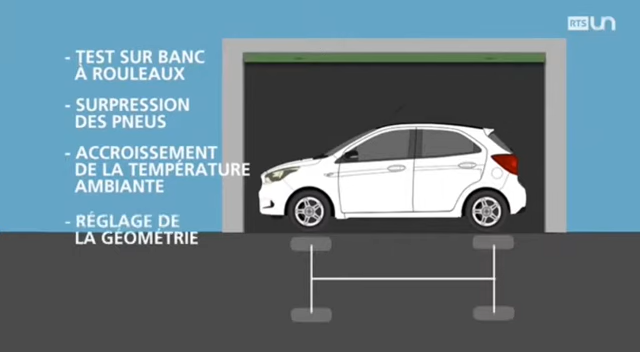 RTS UN
- TEST SUR BANC
À ROULEAUX
- SURPRESSION
DES PNEUS
- ACCROISSEMENT
DE LA TEMPÉRATURE
AMBIANTE
- RÉGLAGE DE
LA GÉOMÉTRIE